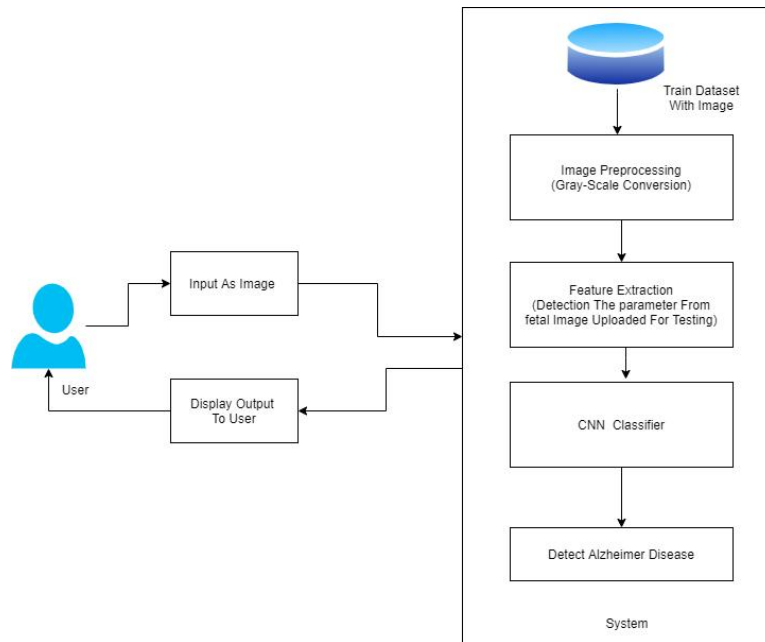 Train Dataset
With Image
Image Preprocessing
(Gray-Scale Conversion)
Input As Image
Feature Extraction
(Detection The parameter From
fetal Image Uploaded For Testing)
User
Display Output
To User
CNN Classifier
Detect Alzheimer Disease
System